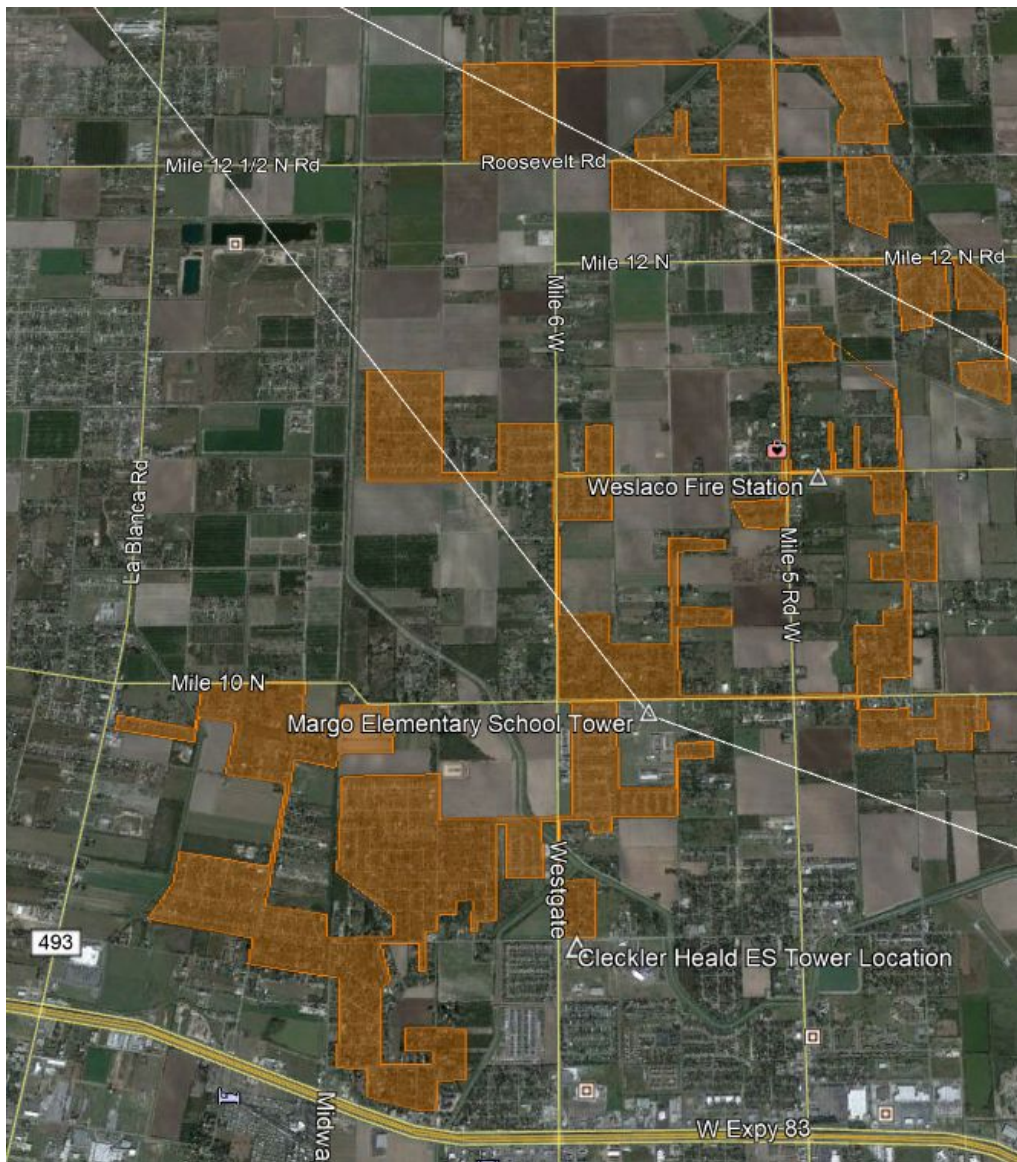 Mile 12 1/2 N Rd
Roosevelt Rd
Mile 12 N
Mile 12 N Rd
Mile 6 W
La Blanca Rd
Weslaco Fire Station
Mile 5 Rd W
Mile 10 N
Margo Elementary School Tower
Westgate
493
Cleckler Heald ES Tower Location
Midwa
W Expy 83